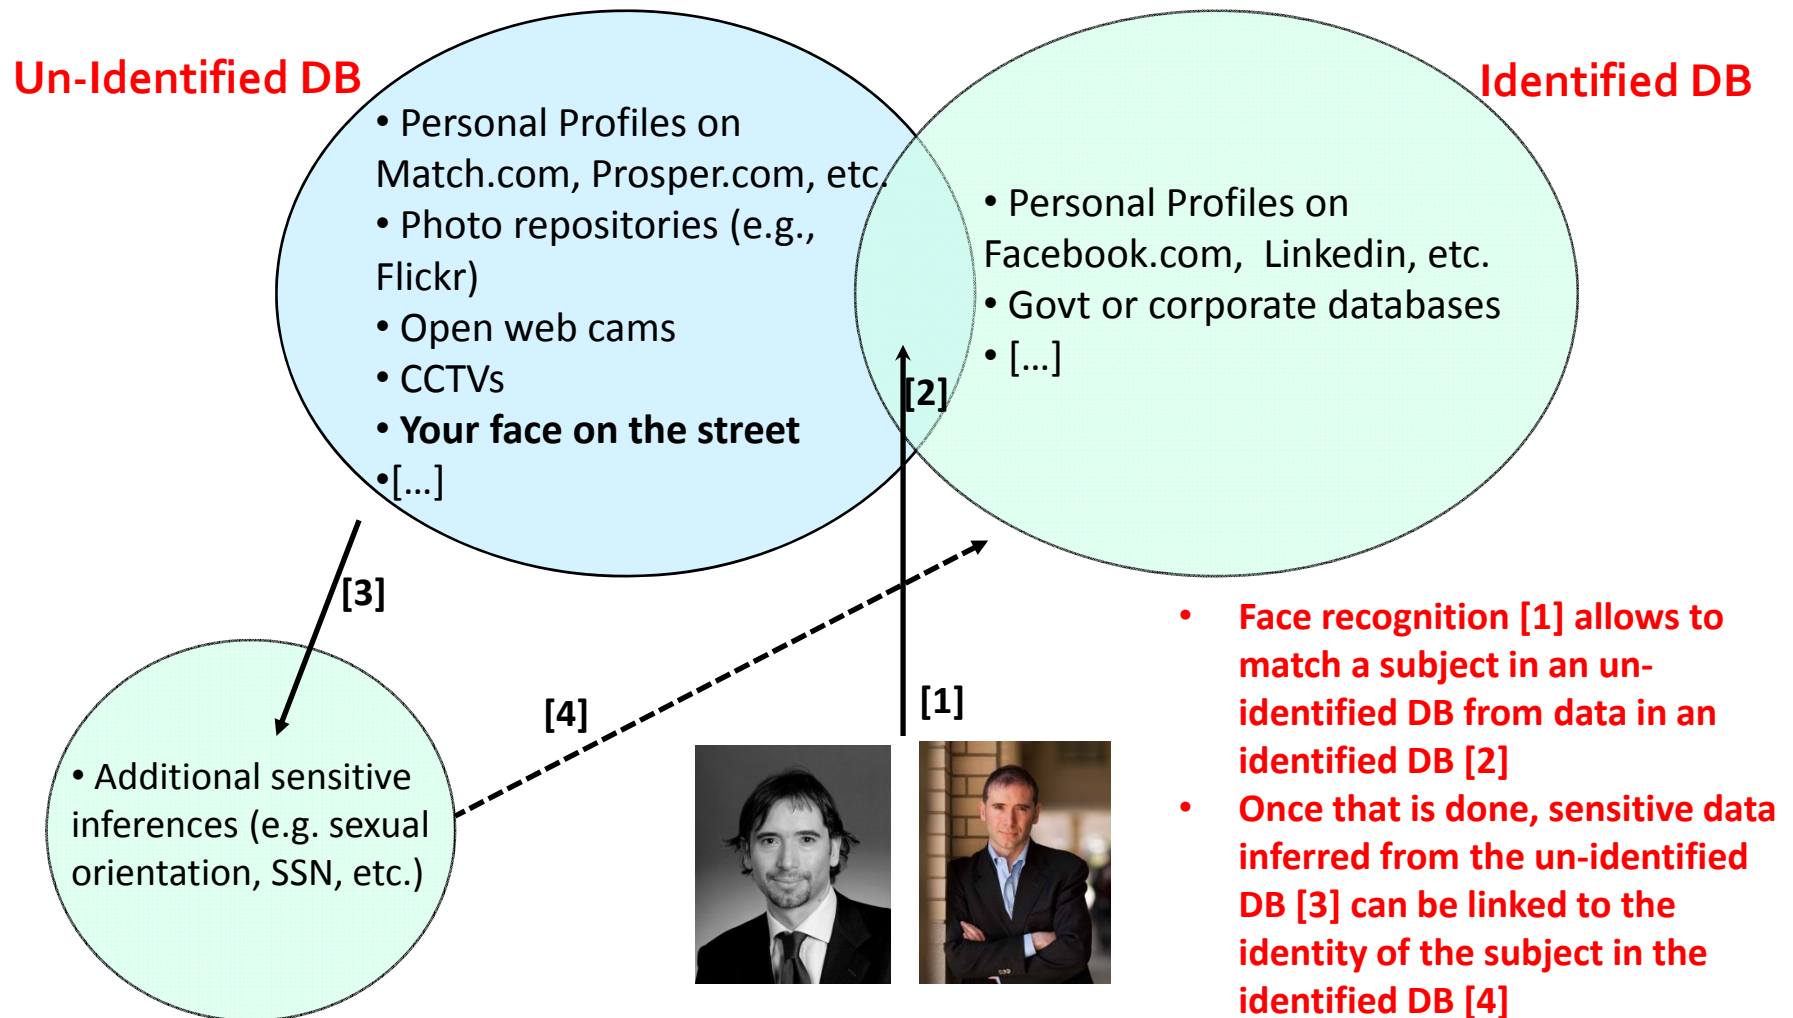 Un-Identified DB
Identified DB
• Personal Profiles on
Match.com, Prosper.com, etc.
• Photo repositories (e.g.,
Flickr)
• Open web cams
• CCTVs
• Your face on the street
•[…]
• Personal Profiles on
Facebook.com, Linkedin, etc.
• Govt or corporate databases
• […]
[2]
[3]
[4]
[1]
• Additional sensitive
inferences (e.g. sexual
orientation, SSN, etc.)
• Face recognition [1] allows to
match a subject in an un-
identified DB from data in an
identified DB [2]
• Once that is done, sensitive data
inferred from the un-identified
DB [3] can be linked to the
identity of the subject in the
identified DB [4]